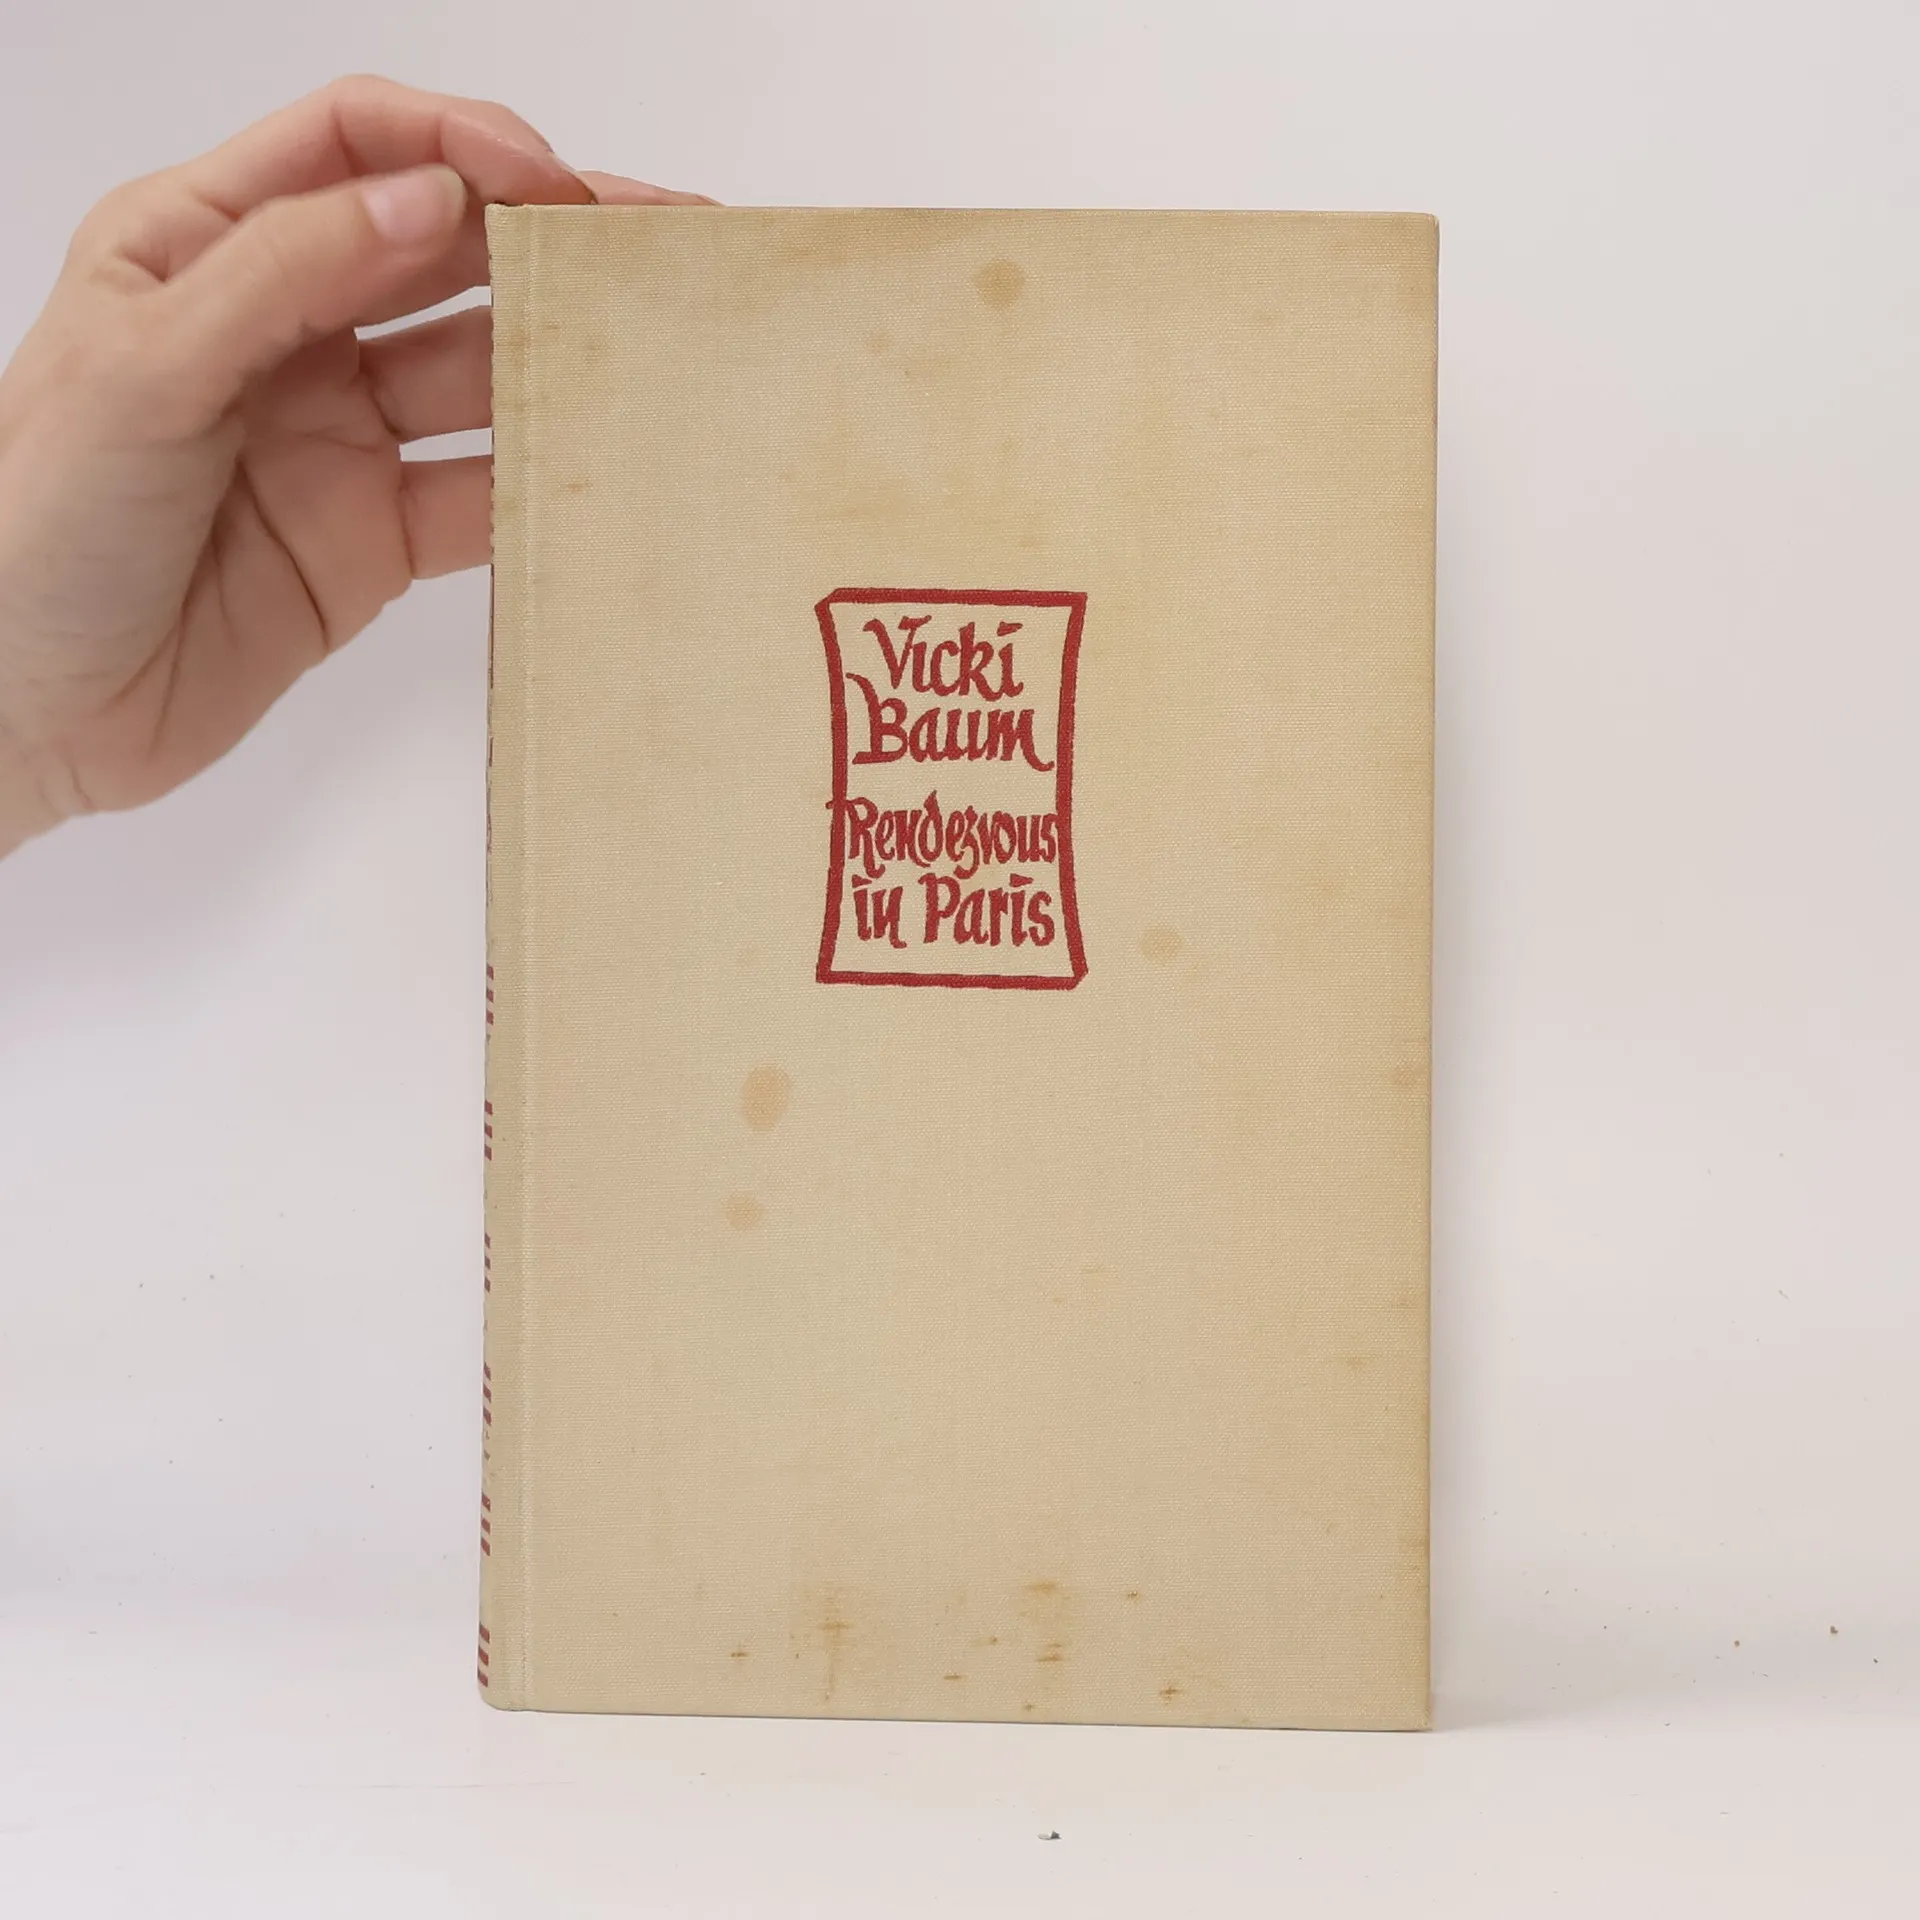 Vicki
Baum
Rendezvous
in Paris